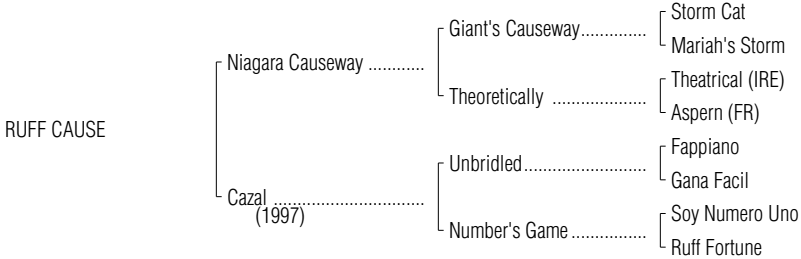 Storm Cat
Giant's Causeway..............
Mariah's Storm
Niagara Causeway ............
Theatrical (IRE)
Theoretically ....................
Aspern (FR)
RUFF CAUSE
Fappiano
Unbridled..........................
Gana Facil
Cazal ................................
(1997)
Soy Numero Uno
Number's Game ................
Ruff Fortune